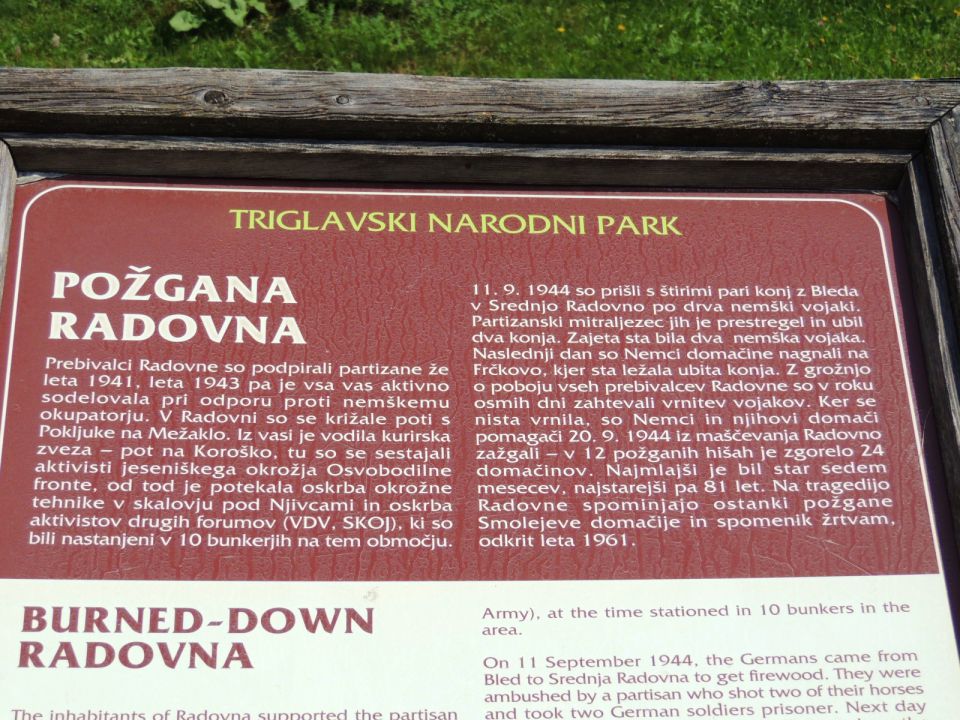 TRIGLAVSKI NARODNI PARK
POŽGANA
RADOVNA
Prebivalci Radovne so podpirali partizane že
leta 1941, leta 1943 pa je vsa vas aktivno
sodelovala pri odporu proti nemškemu
okupatorju. V Radovni so se križale poti s
Pokljuke na Mežaklo. Iz vasi je vodila kurirska
zveza – pot na Koroško, tu so se sestajali
aktivisti jeseniškega okrožja Osvobodilne
fronte, od tod je potekala oskrba okrožne
tehnike v skalovju pod Njivcami in oskrba
aktivistov drugih forumov (VDV, SKOJ), ki so
bili nastanjeni v 10 bunkerjih na tem območju.
11. 9. 1944 so prišli s štirimi pari konj z Bleda
v Srednjo Radovno po drva nemški vojaki.
Partizanski mitraljezec jih je prestregel in ubil
dva konja. Zajeta sta bila dva nemška vojaka.
Naslednji dan so Nemci domačine nagnali na
Frčkovo, kjer sta ležala ubita konja. Z grožnjo
o poboju vseh prebivalcev Radovne so v roku
osmih dni zahtevali vrnitev vojakov. Ker se
nista vrnila, so Nemci in njihovi domači
pomagači 20. 9. 1944 iz maščevanja Radovno
zažgali – v 12 požganih hišah je zgorelo 24
domačinov. Najmlajši je bil star sedem
mesecev, najstarejši pa 81 let. Na tragedijo
Radovne spominjajo ostanki požgane
Smolejeve domačije in spomenik žrtvam,
odkrit leta 1961.
BURNED-DOWN
RADOVNA
The inhabitants of Radovna supported the partisan
Army), at the time stationed in 10 bunkers in the
area.
On 11 September 1944, the Germans came from
Bled to Srednja Radovna to get firewood. They were
ambushed by a partisan who shot two of their horses
and took two German soldiers prisoner. Next day